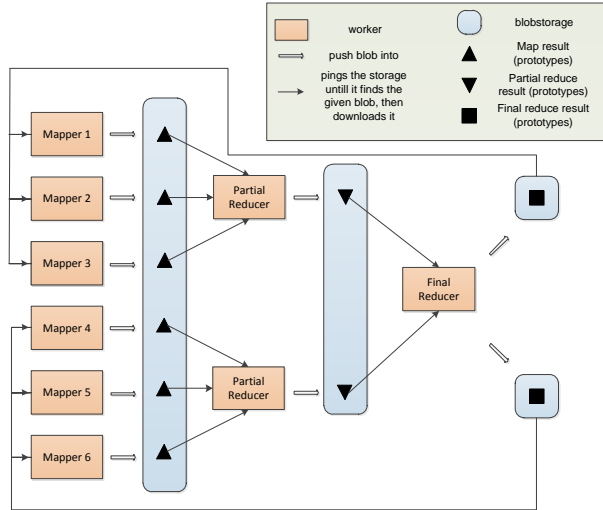 worker
blobstorage
push blob into
Map result
(prototypes)
pings the storage
untill it finds the
given blob, then
downloads it
Partial reduce
result (prototypes)
Final reduce result
(prototypes)
Mapper 1
Mapper 2
Mapper 3
Mapper 4
Mapper 5
Mapper 6
Partial
Reducer
Partial
Reducer
Final
Reducer